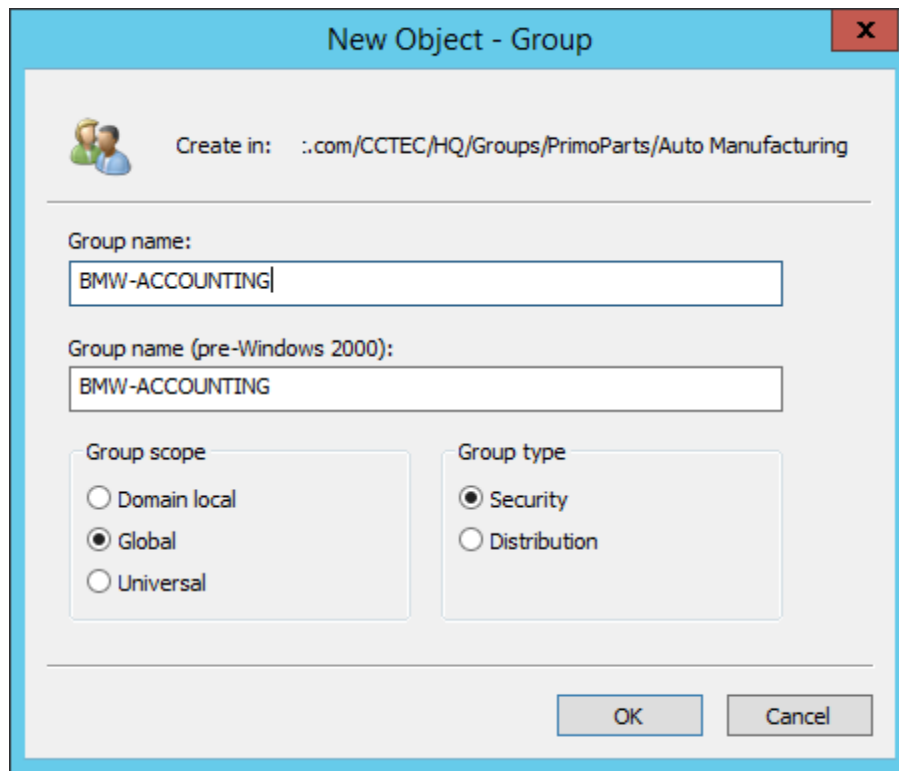 New Object - Group
x
Create in: :.com/CCTEC/HQ/Groups/PrimoParts/Auto Manufacturing
Group name:
BMW-ACCOUNTING
Group name (pre-Windows 2000):
BMW-ACCOUNTING
Group scope
Domain local
Global
Universal
Group type
Security
Distribution
OK
Cancel